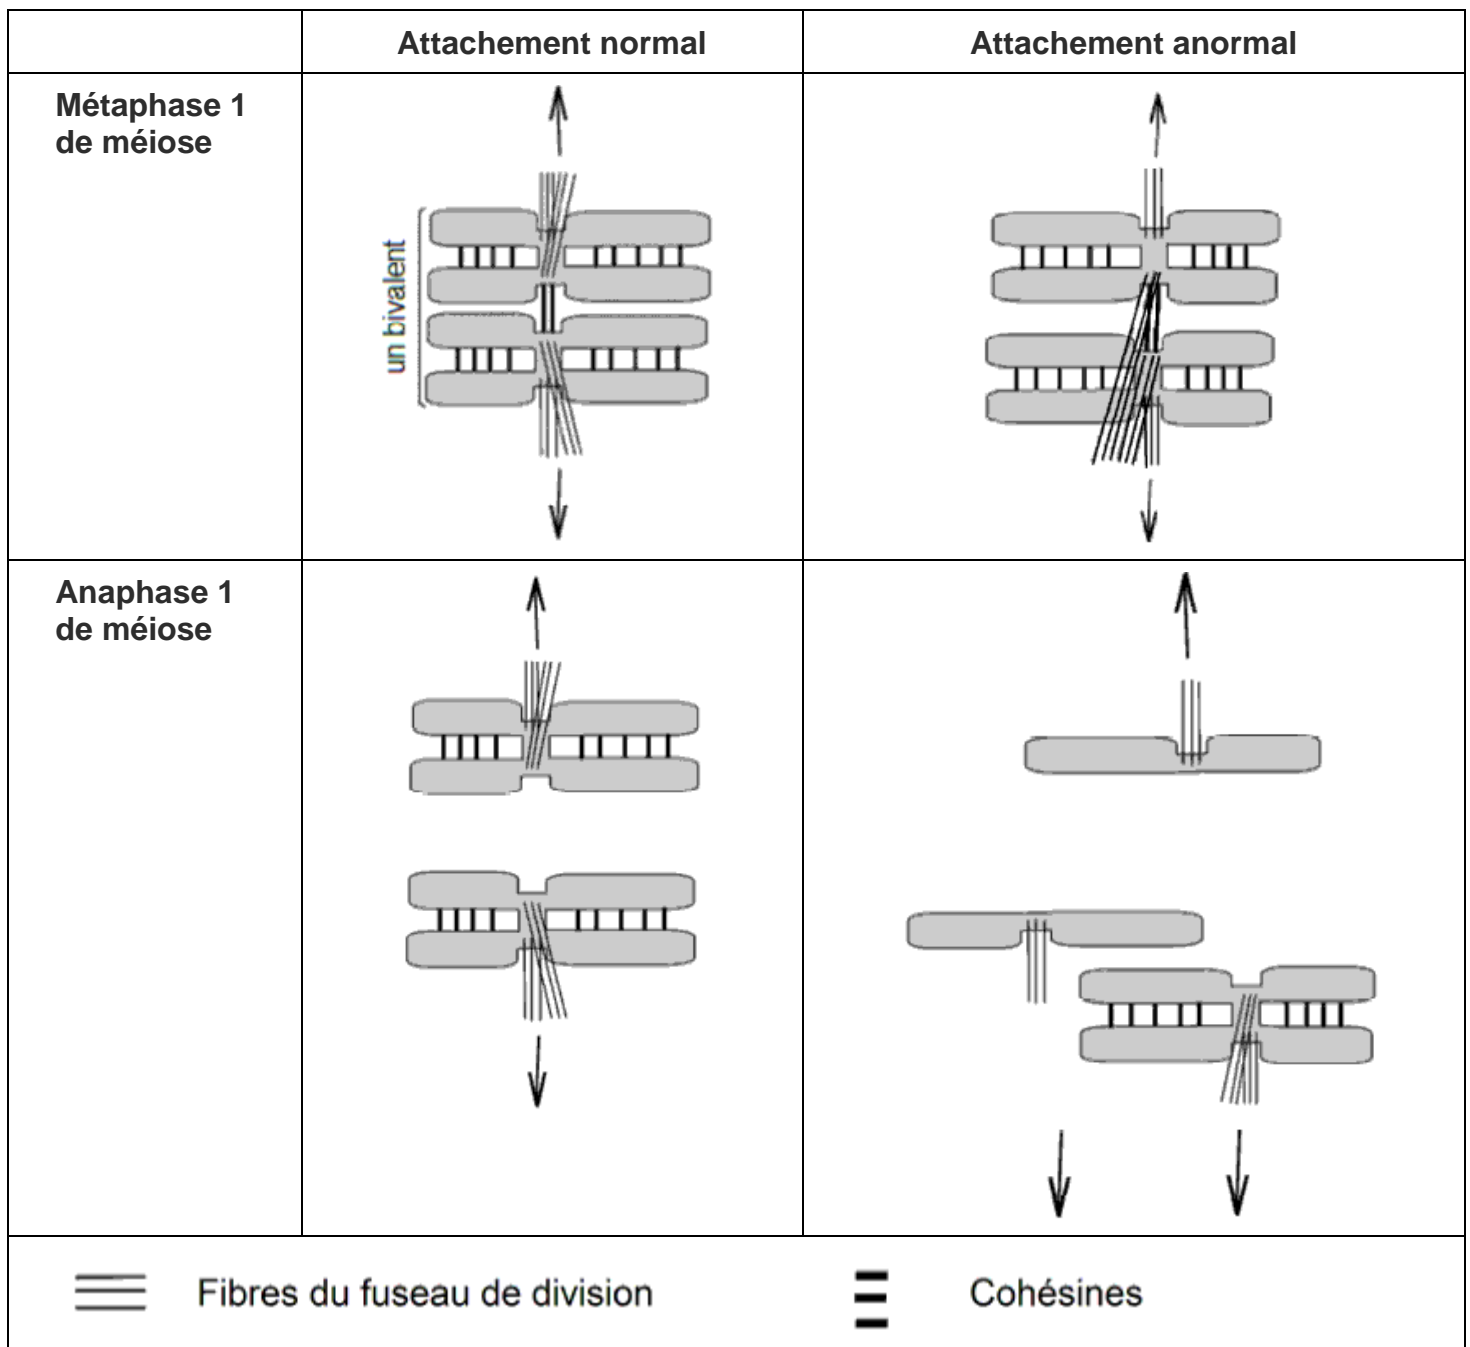 Attachement normal
Attachement anormal
Métaphase 1
de méiose
un bivalent
Anaphase 1
de méiose
Fibres du fuseau de division
Cohésines